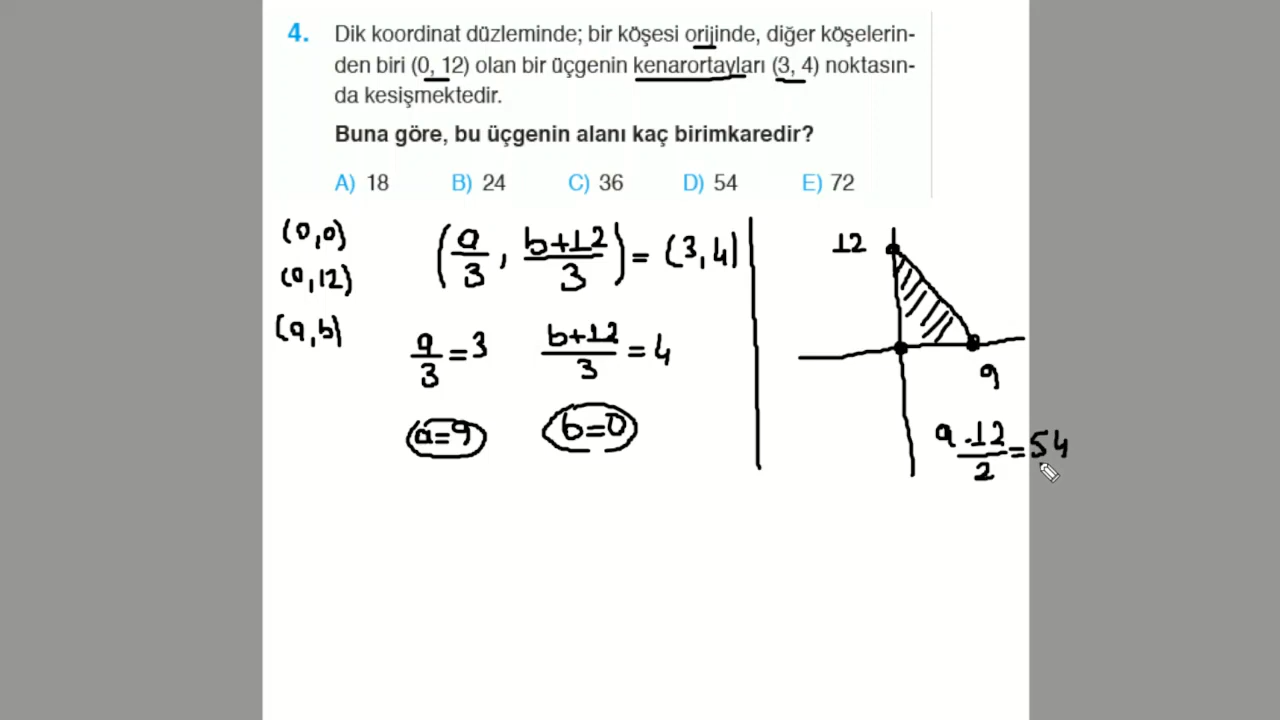 4. Dik koordinat düzleminde; bir köşesi orijinde, diğer köşelerin-
den biri (0, 12) olan bir üçgenin kenarortayları (3, 4) noktasın-
da kesişmektedir.
Buna göre, bu üçgenin alanı kaç birimkaredir?
A) 18 B) 24 C) 36 D) 54 E) 72
(0,0)
(0,12)
(a,b)
(a/3, b+12/3) = (3,4)
a/3 = 3 b+12/3 = 4
a=9 b=0
12
9
9.12/2 = 54